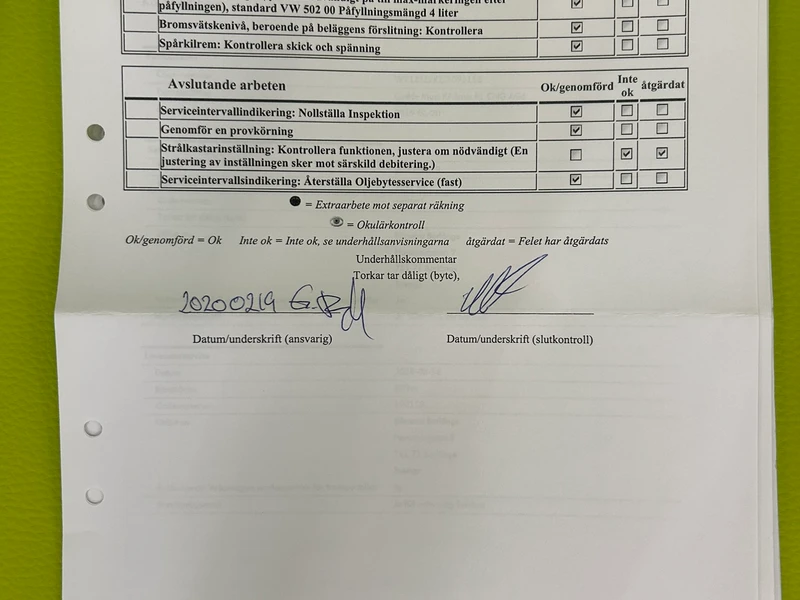 påfyllningen), standard VW 502 00 Påfyllningsmängd 4 liter
Bromsvätskenivå, beroende på beläggens förslitning: Kontrollera
Spårkilrem: Kontrollera skick och spänning
Avslutande arbeten Ok/genomförd Inte ok åtgärdat
Serviceintervallindikering: Nollställa Inspektion
Genomför en provkörning
Strålkastarinställning: Kontrollera funktionen, justera om nödvändigt (En
justering av inställningen sker mot särskild debitering.)
Serviceintervallsindikering: Återställa Oljebytesservice (fast)
= Extraarbete mot separat räkning
= Okulärkontroll
Ok/genomförd = Ok Inte ok = Inte ok, se underhållsanvisningarna åtgärdat = Felet har åtgärdats
Underhållskommentar
Torkar tar dåligt (byte),
20200219
Datum/underskrift (ansvarig) Datum/underskrift (slutkontroll)